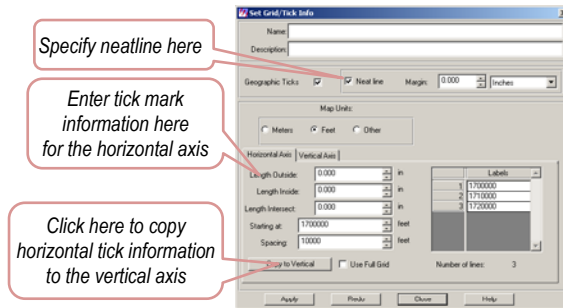 Set Grid/Tick Info
Name:
Description:
Specify neatline here
Geographic Ticks
Neat line
Margin: 0.000 Inches
Enter tick mark
information here
for the horizontal axis
Map Units:
Meters Feet Other
Horizontal Axis Vertical Axis
Length Outside: 0.000 in
Length Inside: 0.000 in
Length Intersect: 0.000 in
Starting at: 1700000 feet
Spacing: 10000 feet
Labels
1 1700000
2 1710000
3 1720000
Click here to copy
horizontal tick information
to the vertical axis
Copy to Vertical Use Full Grid Number of lines: 3
Apply Redo Close Help